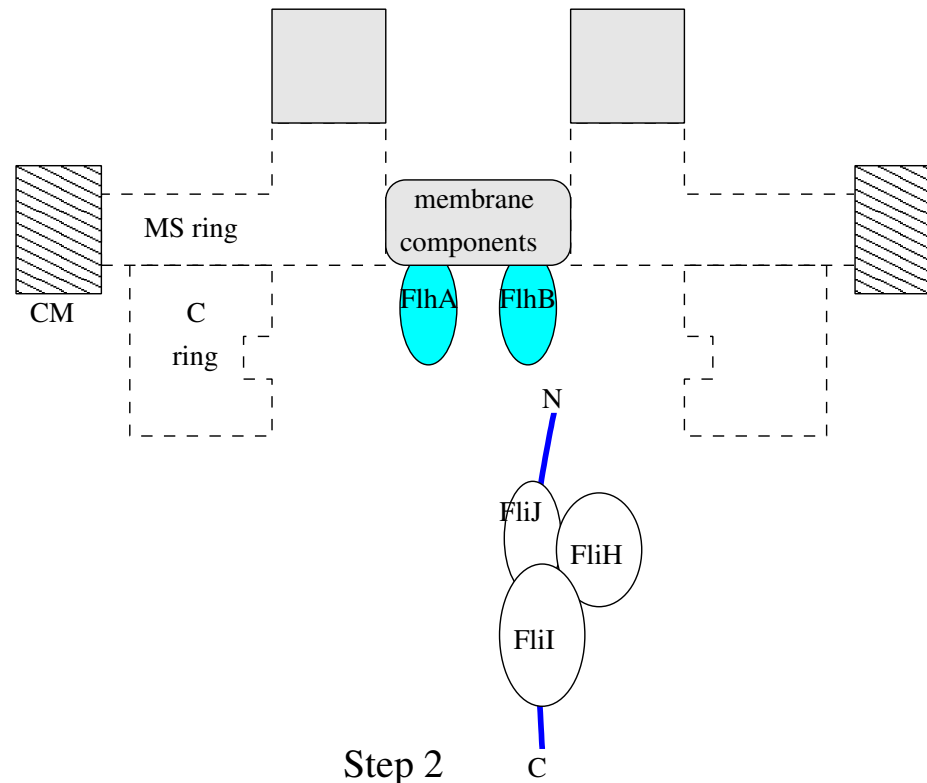 membrane
components
MS ring
CM
C
ring
FlhA
FlhB
N
FliJ
FliH
FliI
Step 2
C